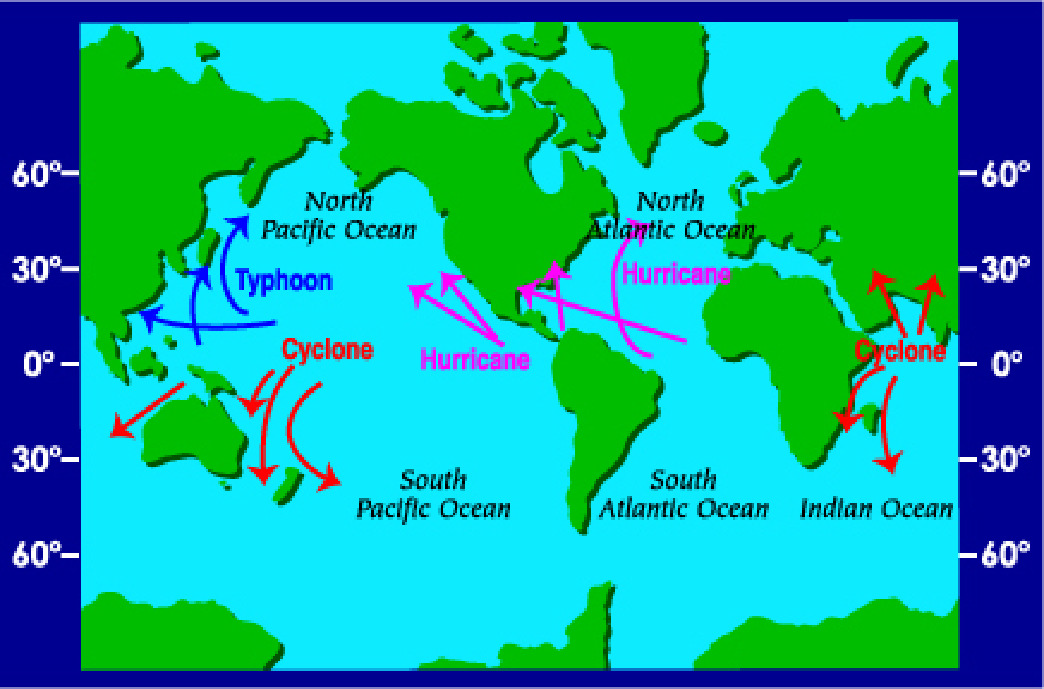 60°
60°
North
Pacific Ocean
North
Atlantic Ocean
30°
30°
Typhoon
Hurricane
Cyclone
Hurricane
Cyclone
0°
0°
30°
30°
South
Pacific Ocean
South
Atlantic Ocean
Indian Ocean
60°
60°